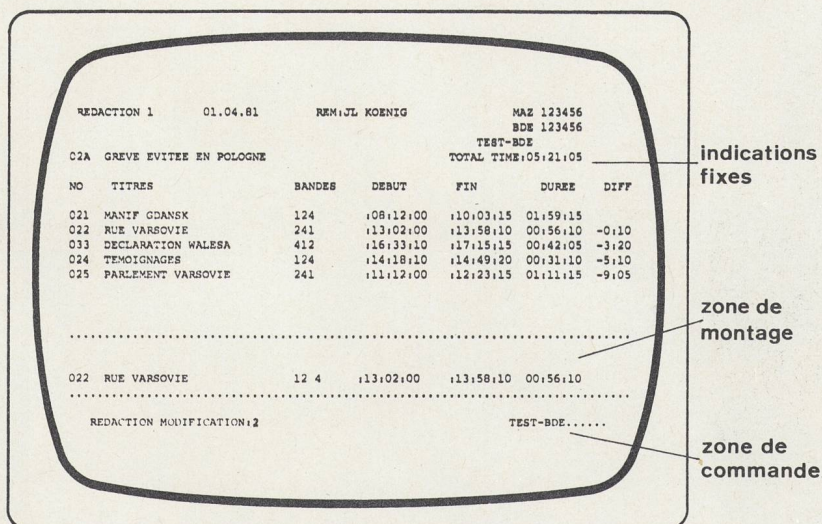 REDACTION 1 01.04.81 REM:JL KOENIG MAZ 123456
BDE 123456
TEST-BDE
02A GREVE EVITEE EN POLOGNE TOTAL TIME:05:21:05
indications
fixes
NO TITRES BANDES DEBUT FIN DUREE DIFF
021 MANIF GDANSK 124 :08:12:00 :10:03:15 01:59:15
022 RUE VARSOVIE 241 :13:02:00 :13:58:10 00:56:10 -0:10
033 DECLARATION WALESA 412 :16:33:10 :17:15:15 00:42:05 -3:20
024 TEMOIGNAGES 124 :14:18:10 :14:49:20 00:31:10 -5:10
025 PARLEMENT VARSOVIE 241 :11:12:00 :12:23:15 01:11:15 -9:05
zone de
montage
022 RUE VARSOVIE 12 4 :13:02:00 :13:58:10 00:56:10
REDACTION MODIFICATION:2 TEST-BDE......
zone de
commande